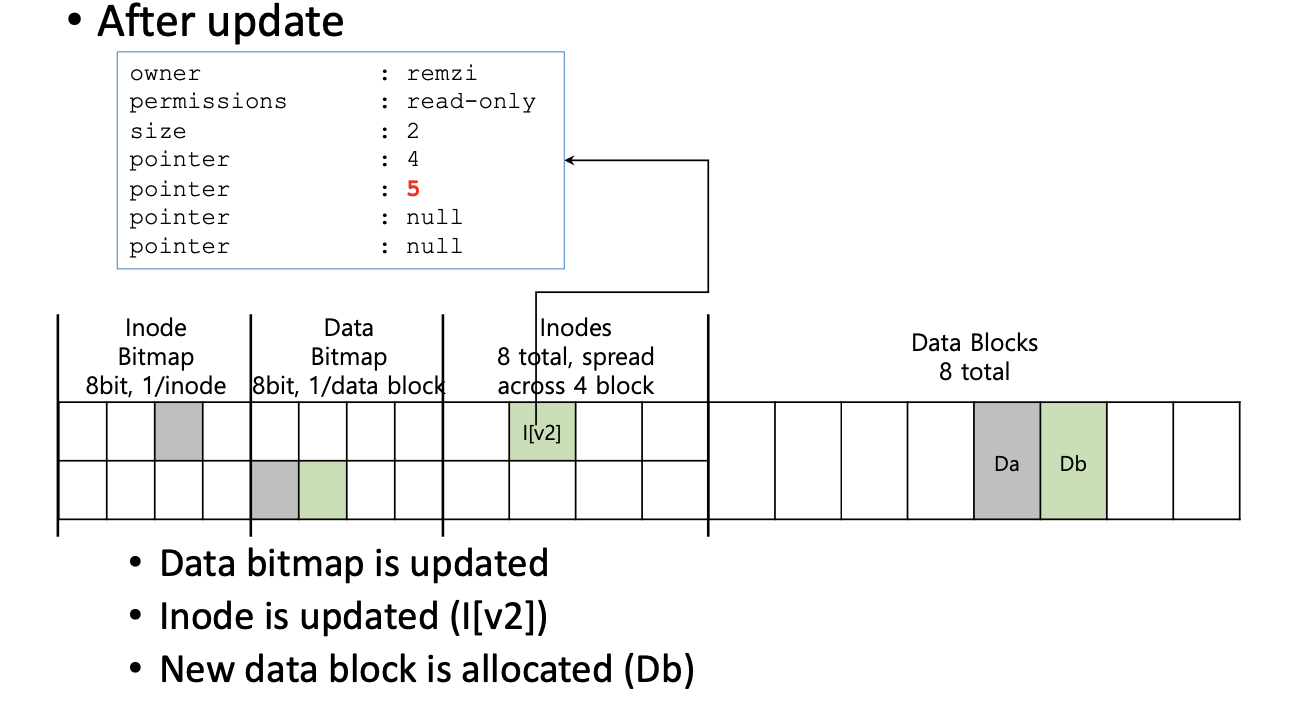 • After update
owner : remzi
permissions : read-only
size : 2
pointer : 4
pointer : 5
pointer : null
pointer : null
Inode
Bitmap
8bit, 1/inode
Data
Bitmap
8bit, 1/data block
Inodes
8 total, spread
across 4 block
Data Blocks
8 total
I[v2]
Da
Db
• Data bitmap is updated
• Inode is updated (I[v2])
• New data block is allocated (Db)